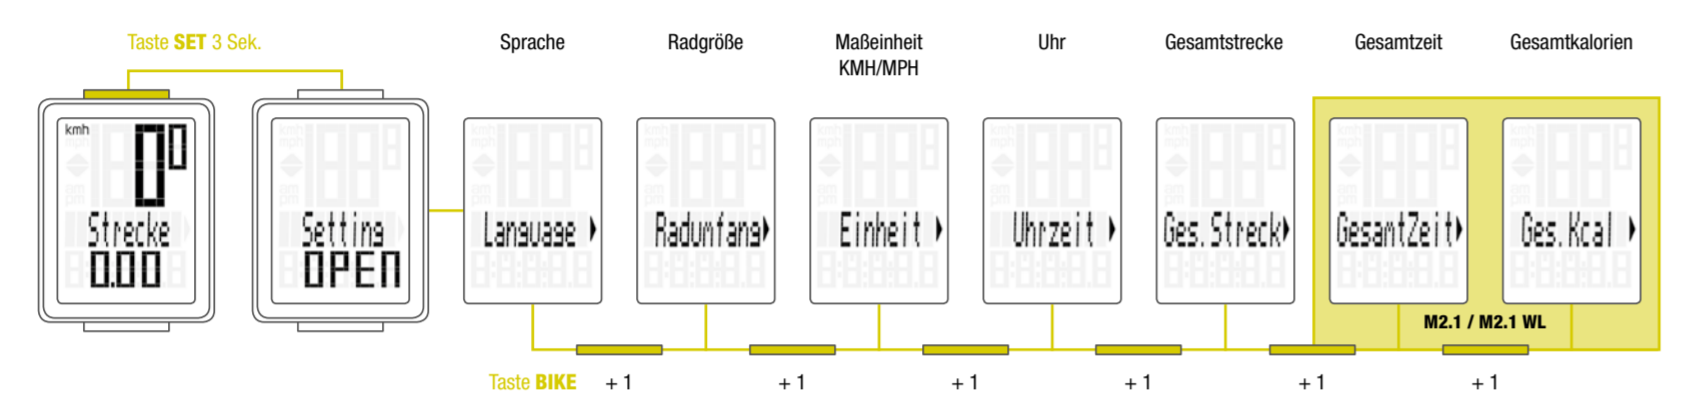 Taste SET 3 Sek.
Sprache
Radgröße
Maßeinheit
KMH/MPH
Uhr
Gesamtstrecke
Gesamtzeit
Gesamtkalorien
kmh
0⁰
Strecke
0.00
Setting
OPEN
Language
Radumfang
Einheit
Uhrzeit
Ges.Streck
GesamtZeit
Ges.Kcal
M2.1 / M2.1 WL
Taste BIKE
+ 1
+ 1
+ 1
+ 1
+ 1
+ 1